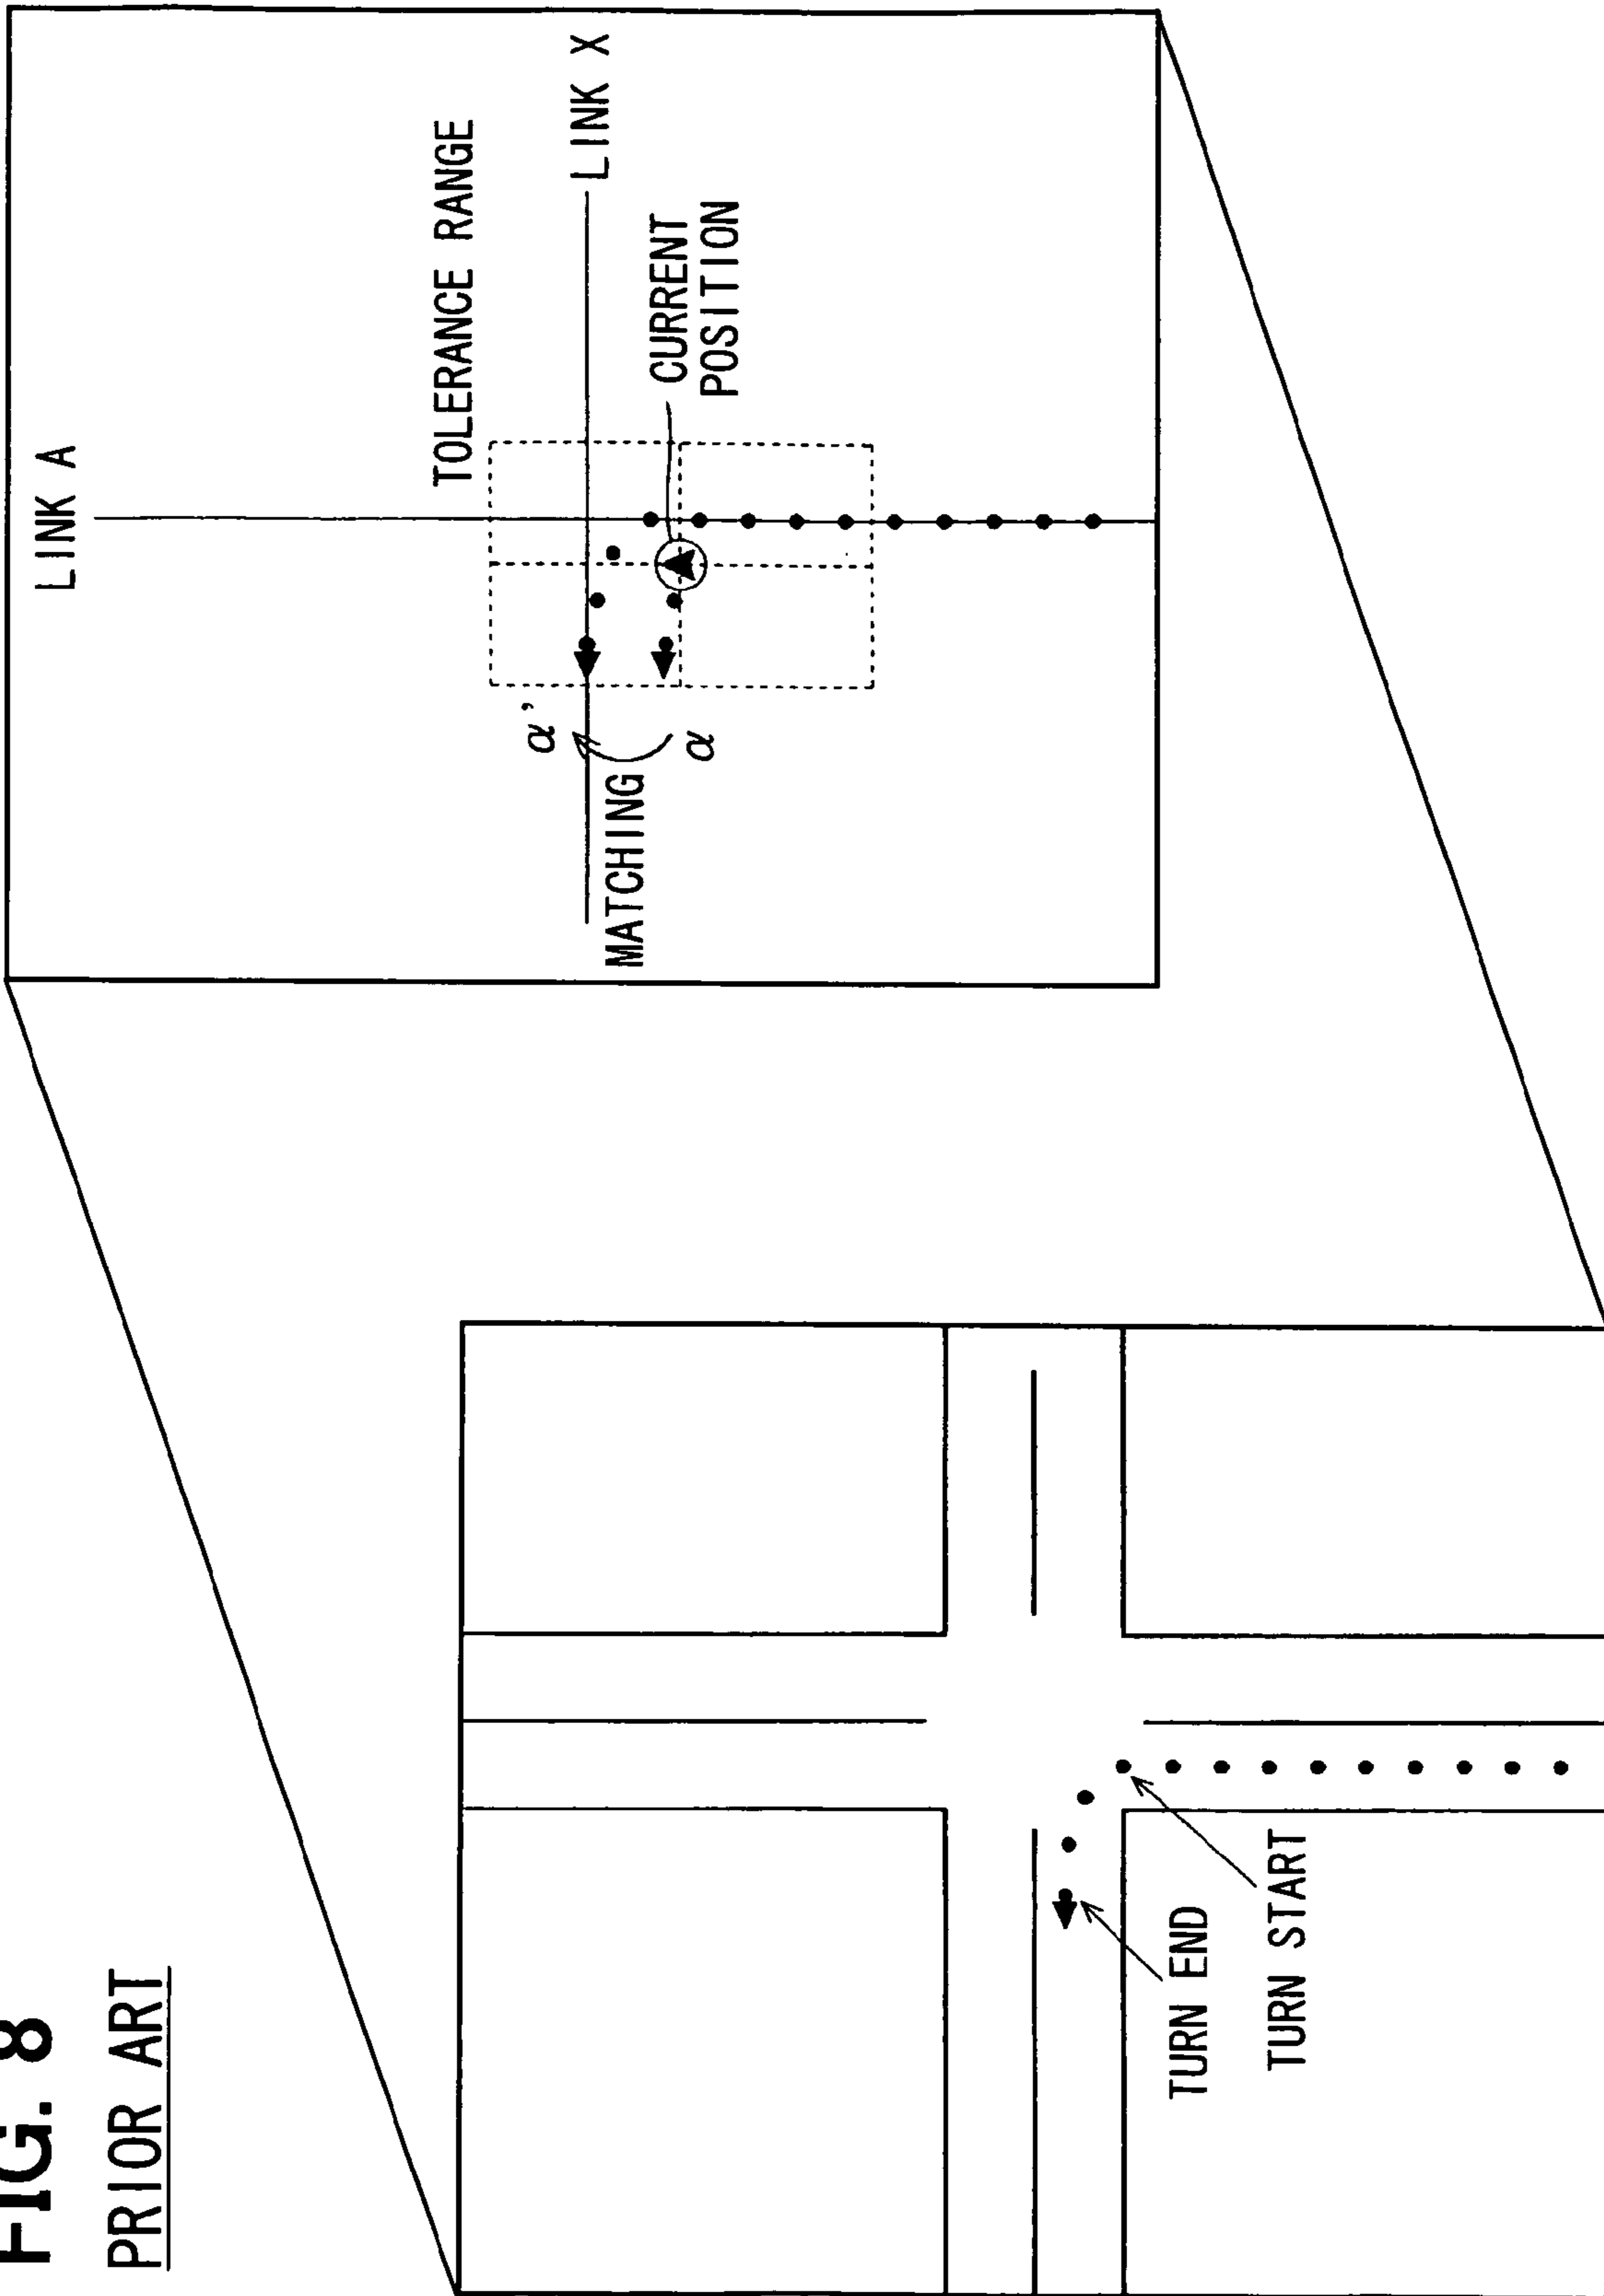 FIG. 8
PRIOR ART
LINK A
TOLERANCE RANGE
LINK X
CURRENT
POSITION
α'
α
MATCHING
TURN END
TURN START